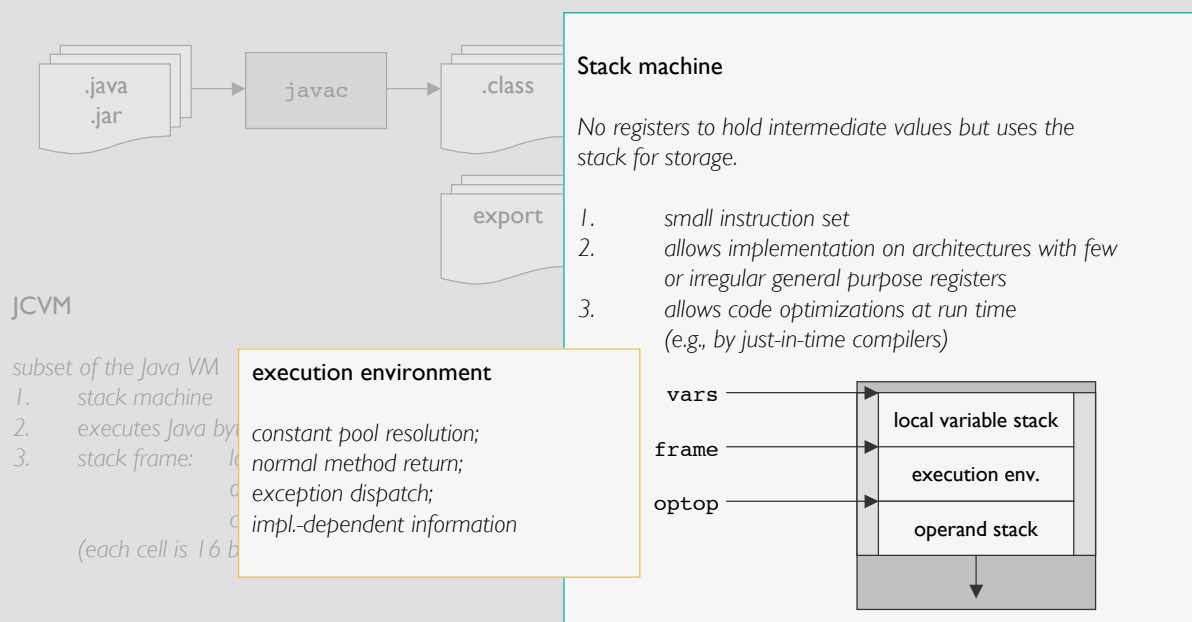 .java
.jar
javac
.class
export
JCVM
subset of the Java VM
1. stack machine
2. executes Java
3. stack frame:
(each cell is 16
execution environment
constant pool resolution;
normal method return;
exception dispatch;
impl.-dependent information
Stack machine
No registers to hold intermediate values but uses the
stack for storage.
1. small instruction set
2. allows implementation on architectures with few
or irregular general purpose registers
3. allows code optimizations at run time
(e.g., by just-in-time compilers)
vars
frame
optop
local variable stack
execution env.
operand stack